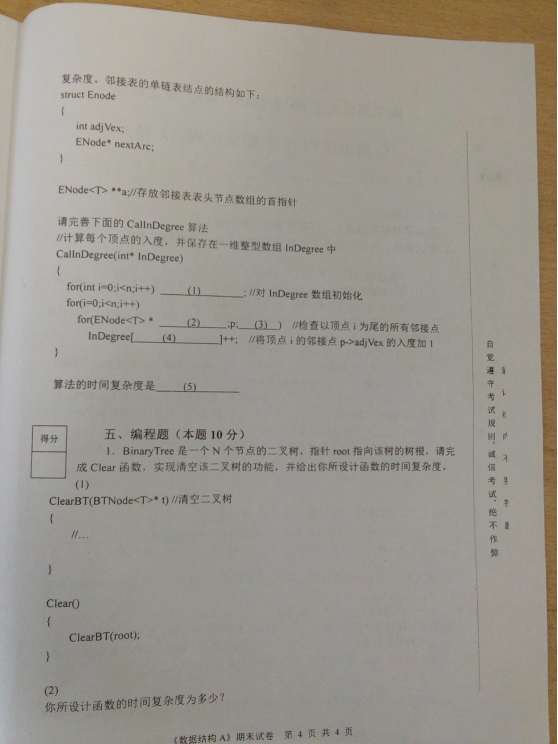 复杂度。邻接表的单链表结点的结构如下：
struct Enode
{
int adjVex;
ENode* nextArc;
}
ENode<T> **a;//存放邻接表表头节点数组的首指针
请完善下面的 CallnDegree 算法
//计算每个顶点的入度，并保存在一维整型数组 InDegree 中
CallnDegree(int* InDegree)
{
for(int i=0;i<n;i++) ______(1)______; //对 InDegree 数组初始化
for(i=0;i<n;i++)
for(ENode<T> * ______(2)______;p;___(3)___) //检查以顶点 i 为尾的所有邻接点
InDegree[______(4)______]++; //将顶点 i 的邻接点 p->adjVex 的入度加 1
}
算法的时间复杂度是______(5)______
得分
五、编程题（本题 10 分）
1．BinaryTree 是一个 N 个节点的二叉树，指针 root 指向该树的树根，请完
成 Clear 函数，实现清空该二叉树的功能，并给出你所设计函数的时间复杂度。
(1)
ClearBT(BTNode<T>* t) //清空二叉树
{
//…
}
Clear()
{
ClearBT(root);
}
(2)
你所设计函数的时间复杂度为多少？
《数据结构 A》期末试卷 第 4 页 共 4 页
自觉遵守考试规则，诚信考试，绝不作弊